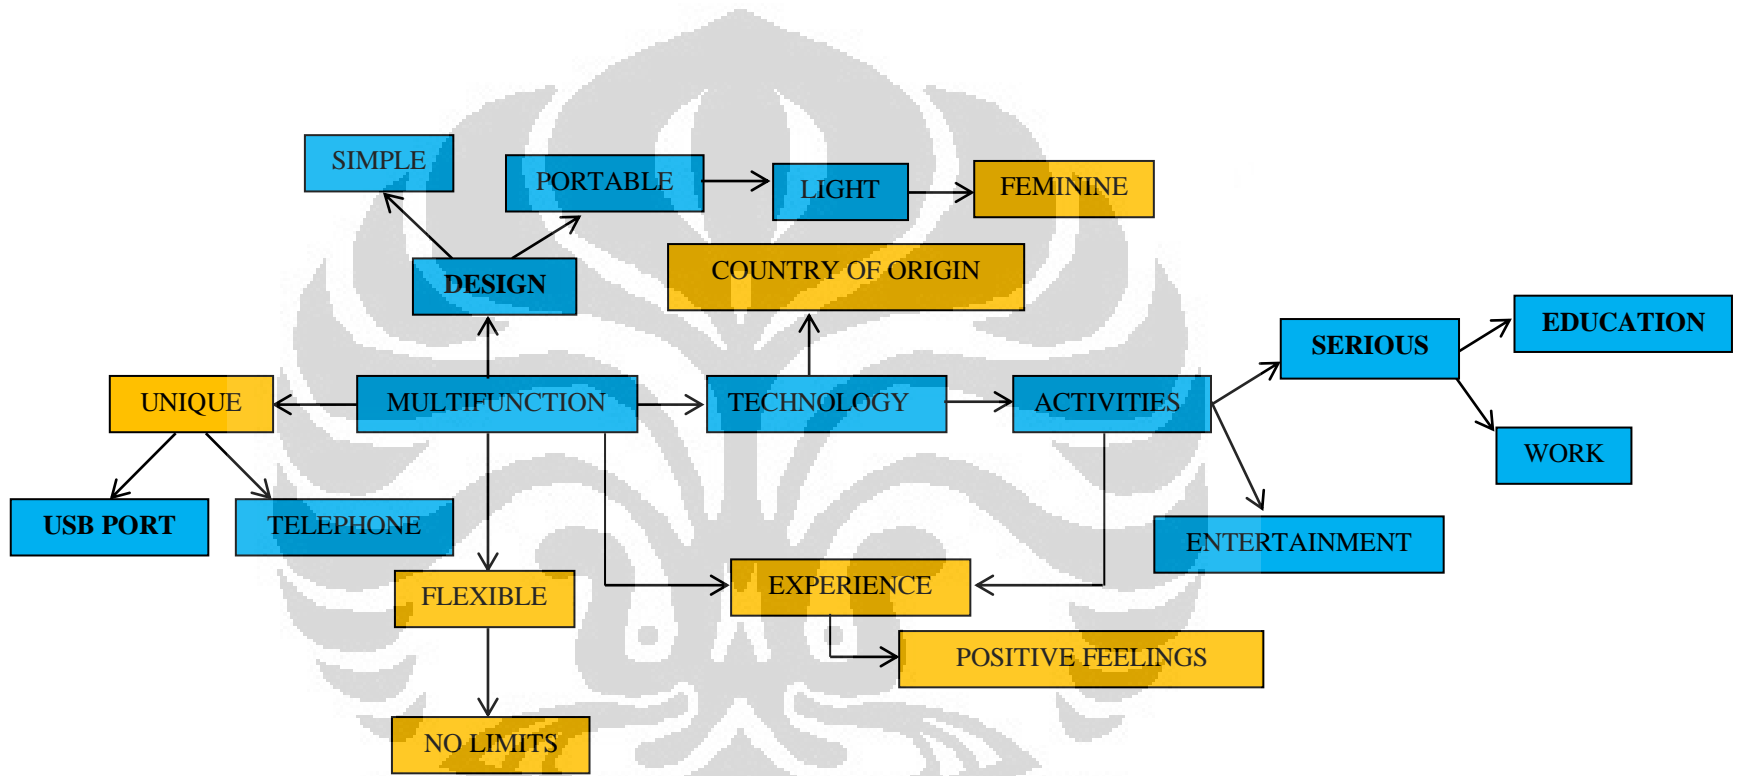 SIMPLE
PORTABLE
LIGHT
FEMININE
DESIGN
COUNTRY OF ORIGIN
EDUCATION
SERIOUS
UNIQUE
MULTIFUNCTION
TECHNOLOGY
ACTIVITIES
WORK
USB PORT
TELEPHONE
ENTERTAINMENT
FLEXIBLE
EXPERIENCE
POSITIVE FEELINGS
NO LIMITS